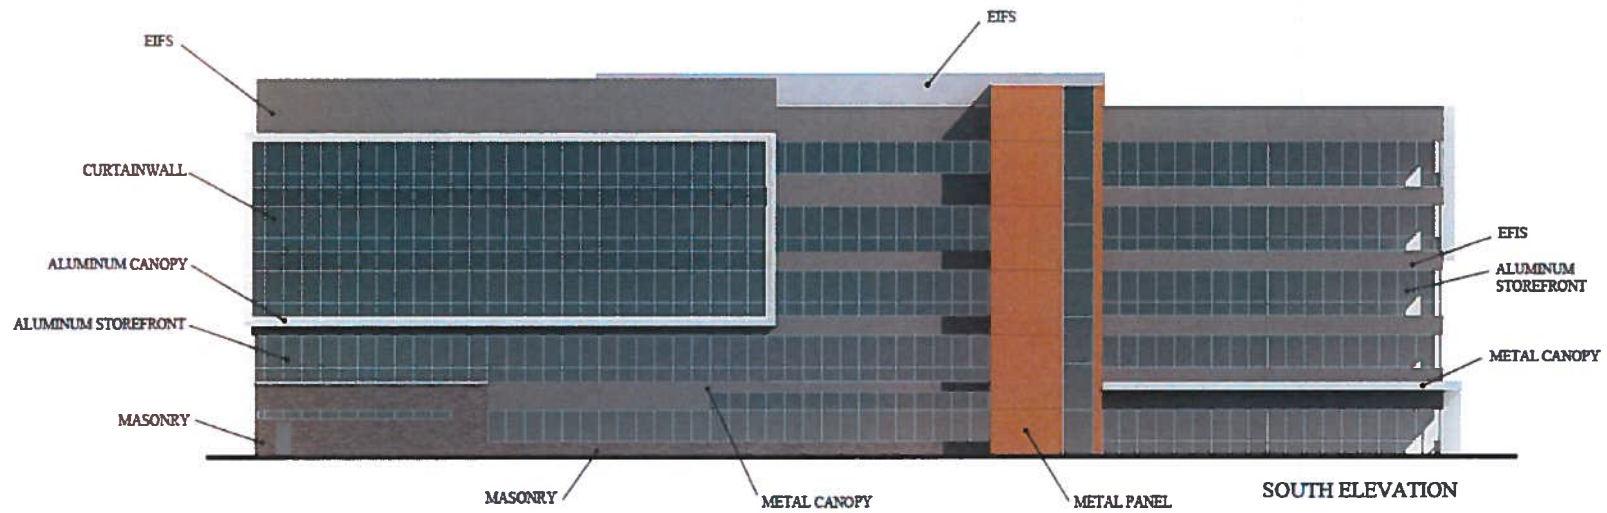 EIFS
EIFS
CURTAINWALL
ALUMINUM CANOPY
ALUMINUM STOREFRONT
MASONRY
MASONRY
METAL CANOPY
METAL PANEL
EFIS
ALUMINUM
STOREFRONT
METAL CANOPY
SOUTH ELEVATION